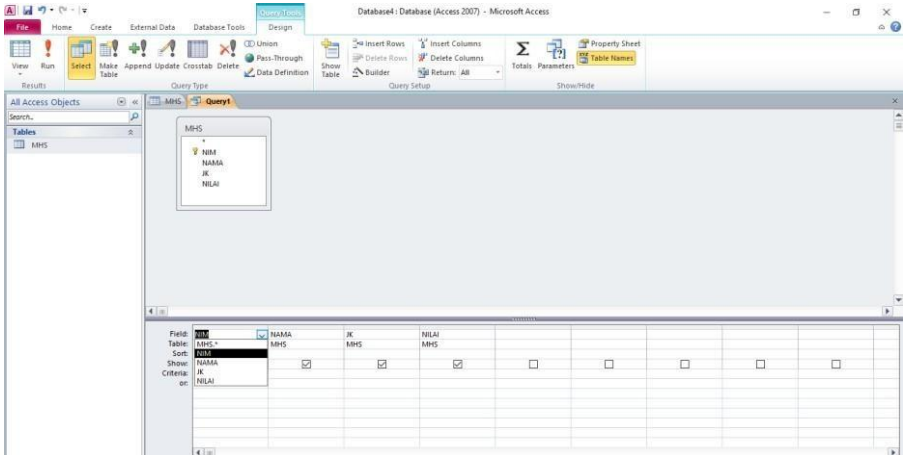 Query Tools
Database4 : Database (Access 2007) - Microsoft Access
File Home Create External Data Database Tools Design
View Run Select Make Table Append Update Crosstab Delete
Union
Pass-Through
Data Definition
Show Table
Insert Rows
Delete Rows
Builder
Insert Columns
Delete Columns
Return: All
Totals Parameters
Property Sheet
Table Names
Results Query Type Query Setup Show/Hide
All Access Objects
Search..
Tables
MHS
MHS Query1
MHS
*
NIM
NAMA
JK
NILAI
Field: NIM NAMA JK NILAI
Table: MHS.* MHS MHS MHS
Sort: NIM
Show: NAMA
Criteria: JK
or: NILAI